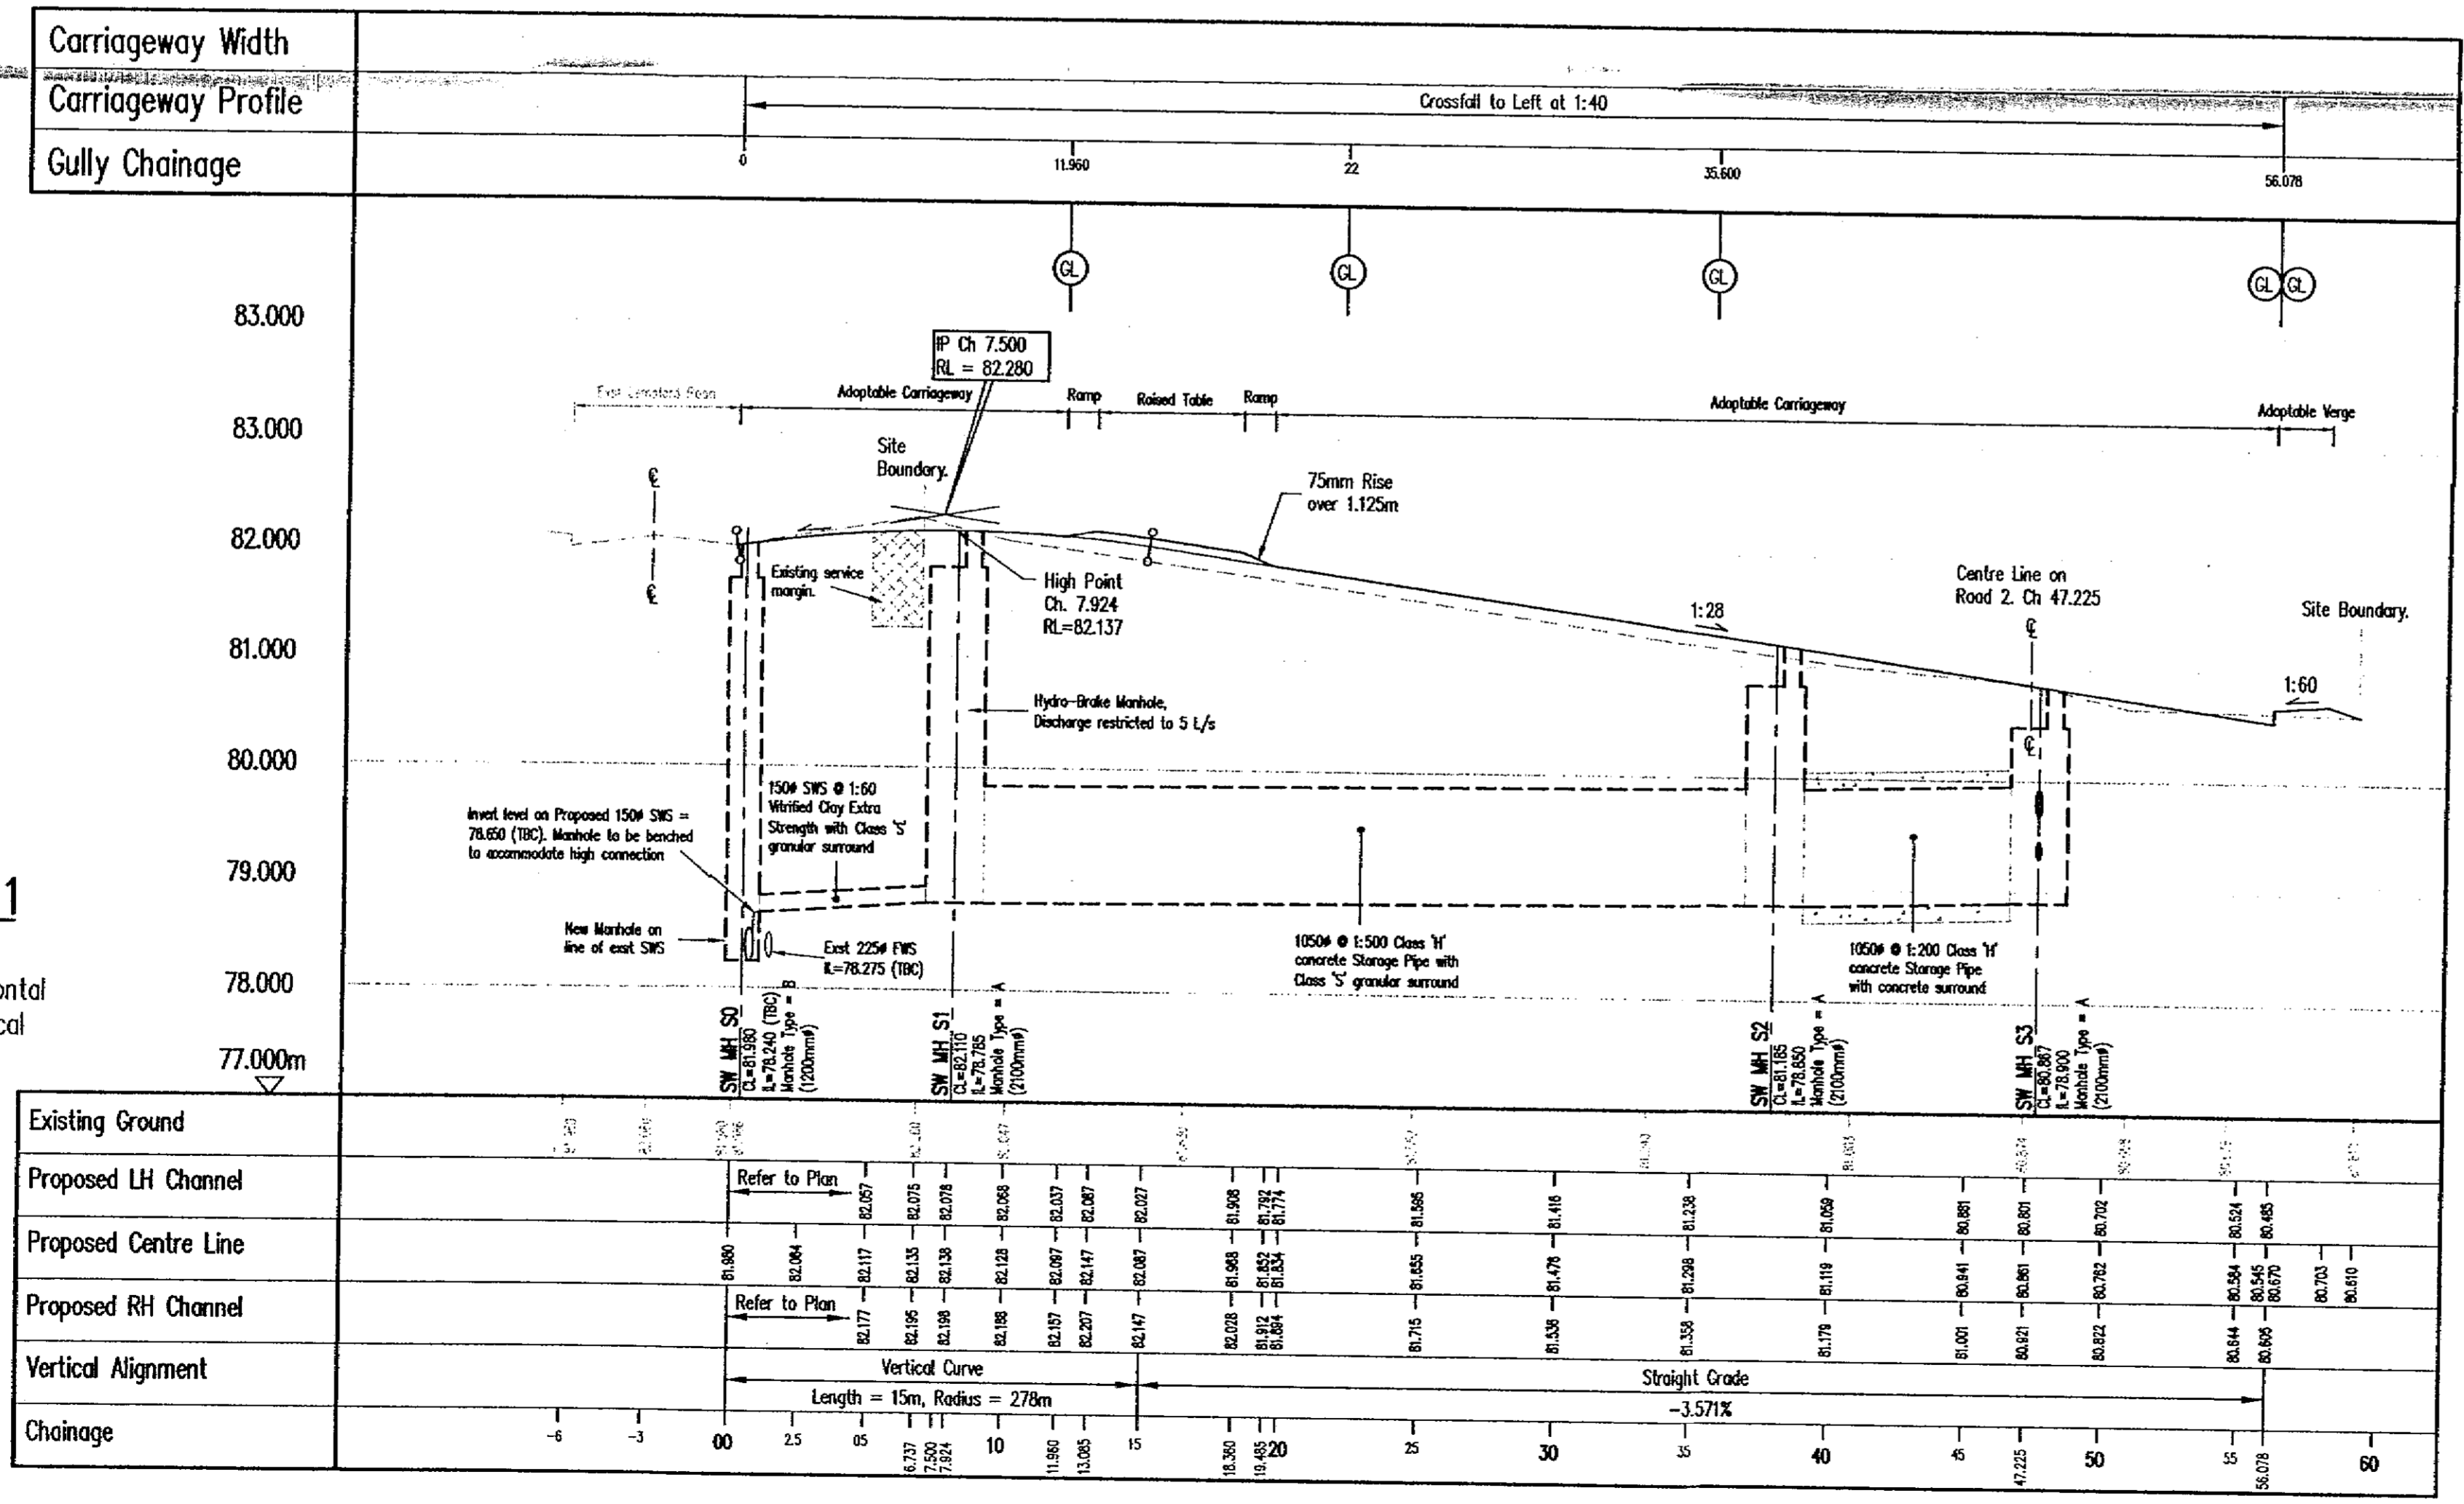 Carriageway Width
Carriageway Profile
Crossfall to Left at 1:40
Gully Chainage
0
11.960
22
35.600
56.078
GL
GL
GL
GL GL
83.000
IP Ch 7.500
RL = 82.280
Adoptable Carriageway
Ramp
Raised Table
Ramp
Adoptable Carriageway
Adoptable Verge
83.000
Site
Boundary.
75mm Rise
over 1.125m
82.000
Existing service
margin.
High Point
Ch. 7.924
RL=82.137
1:28
Centre Line on
Road 2. Ch 47.225
Site Boundary.
81.000
1:60
Hydro-Brake Manhole,
Discharge restricted to 5 L/s
80.000
150ø SWS @ 1:60
Vitrified Clay Extra
Strength with Class 'S'
granular surround
Invert level on Proposed 150ø SWS =
78.650 (TBC). Manhole to be benched
to accommodate high connection
79.000
1
New Manhole on
line of exst SWS
Exst 225ø FWS
IL=78.275 (TBC)
1050ø @ 1:500 Class 'H'
concrete Storage Pipe with
Class 'S' granular surround
1050ø @ 1:200 Class 'H'
concrete Storage Pipe
with concrete surround
78.000
ontal
cal
77.000m
SW MH S0
CL=81.980
IL=78.240 (TBC)
Manhole Type = B
(1200mmø)
SW MH S1
CL=82.110
IL=78.785
Manhole Type = A
(2100mmø)
SW MH S2
CL=81.185
IL=78.850
Manhole Type = A
(2100mmø)
SW MH S3
CL=80.867
IL=78.900
Manhole Type = A
(2100mmø)
Existing Ground
Proposed LH Channel
Refer to Plan
82.057 82.075 82.078 82.068 82.037 82.087 82.027 81.908 81.792 81.774 81.595 81.416 81.238 81.059 80.881 80.801 80.702 80.524 80.485
Proposed Centre Line
81.980 82.064 82.117 82.135 82.138 82.128 82.097 82.147 82.087 81.968 81.852 81.834 81.655 81.476 81.298 81.119 80.941 80.861 80.762 80.584 80.545 80.670 80.703 80.610
Proposed RH Channel
Refer to Plan
82.177 82.195 82.198 82.188 82.157 82.207 82.147 82.028 81.912 81.894 81.715 81.536 81.358 81.179 81.001 80.921 80.822 80.644 80.605
Vertical Alignment
Vertical Curve
Length = 15m, Radius = 278m
Straight Grade
-3.571%
Chainage
-6 -3 00 2.5 05 6.737 7.500 7.924 10 11.960 13.085 15 18.360 19.485 20 25 30 35 40 45 47.225 50 55 56.078 60